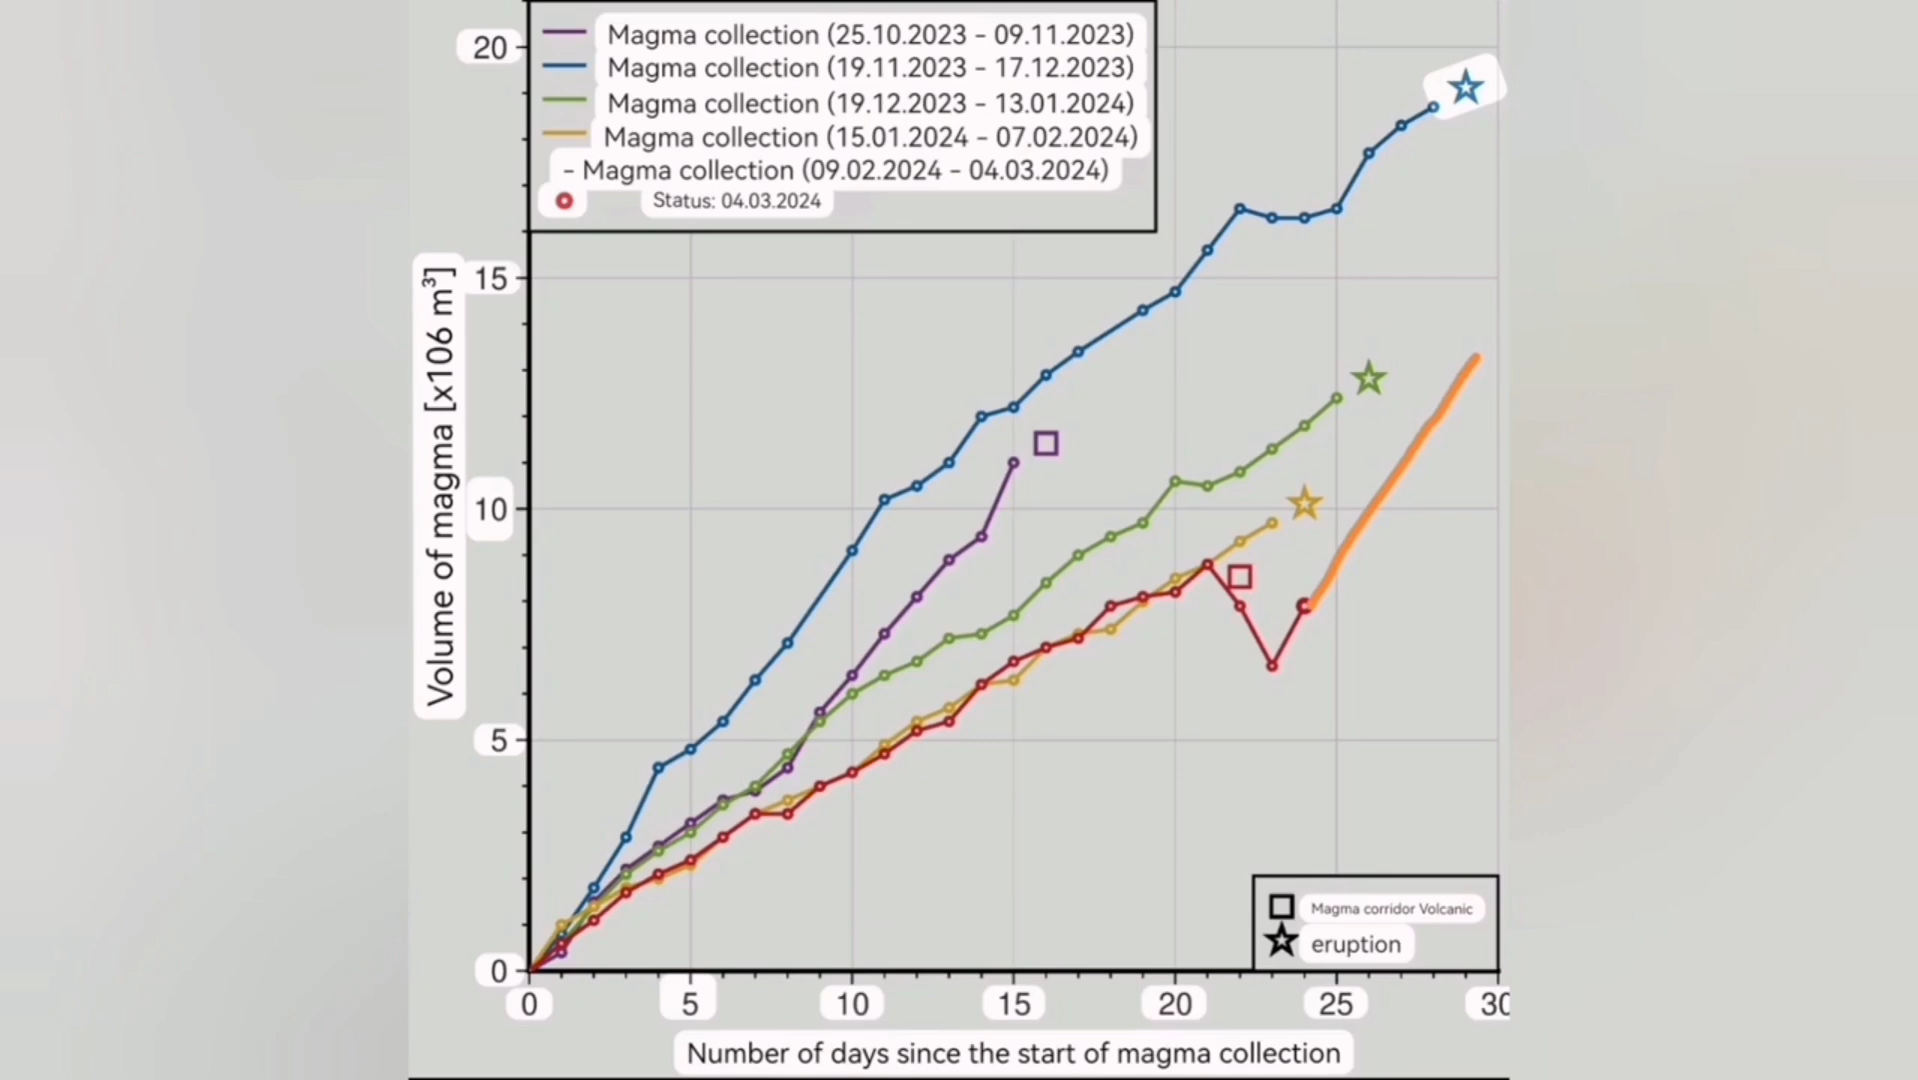 Magma collection (25.10.2023 - 09.11.2023)
Magma collection (19.11.2023 - 17.12.2023)
Magma collection (19.12.2023 - 13.01.2024)
Magma collection (15.01.2024 - 07.02.2024)
- Magma collection (09.02.2024 - 04.03.2024)
Status: 04.03.2024
Volume of magma [x106 m³]
20
15
10
5
0
Magma corridor Volcanic
eruption
0 5 10 15 20 25 30
Number of days since the start of magma collection